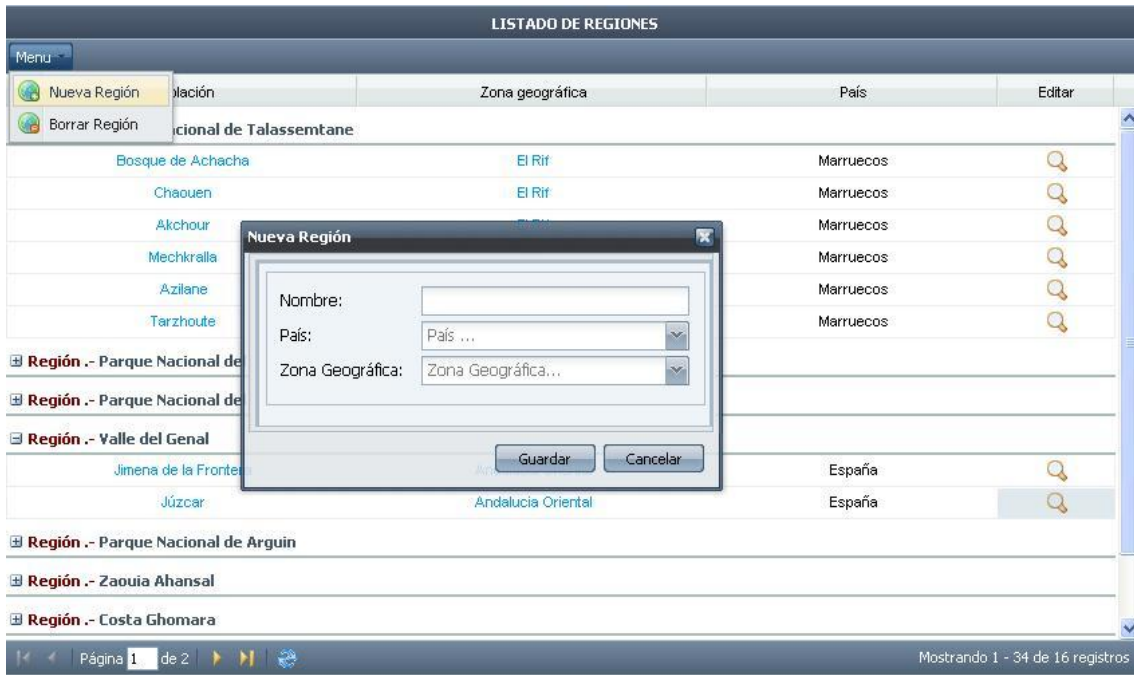 LISTADO DE REGIONES
Menu
Nueva Región
Borrar Región
blación Zona geográfica País Editar
acional de Talassemtane
Bosque de Achacha El Rif Marruecos
Chaouen El Rif Marruecos
Akchour Marruecos
Mechkralla Marruecos
Azilane Marruecos
Tarzhoute Marruecos
Nueva Región
Nombre:
País: País ...
Zona Geográfica: Zona Geográfica...
Guardar Cancelar
Región .- Parque Nacional de
Región .- Parque Nacional de
Región .- Valle del Genal
Jimena de la Fronter España
Júzcar Andalucia Oriental España
Región .- Parque Nacional de Arguin
Región .- Zaouia Ahansal
Región .- Costa Ghomara
Página 1 de 2 Mostrando 1 - 34 de 16 registros